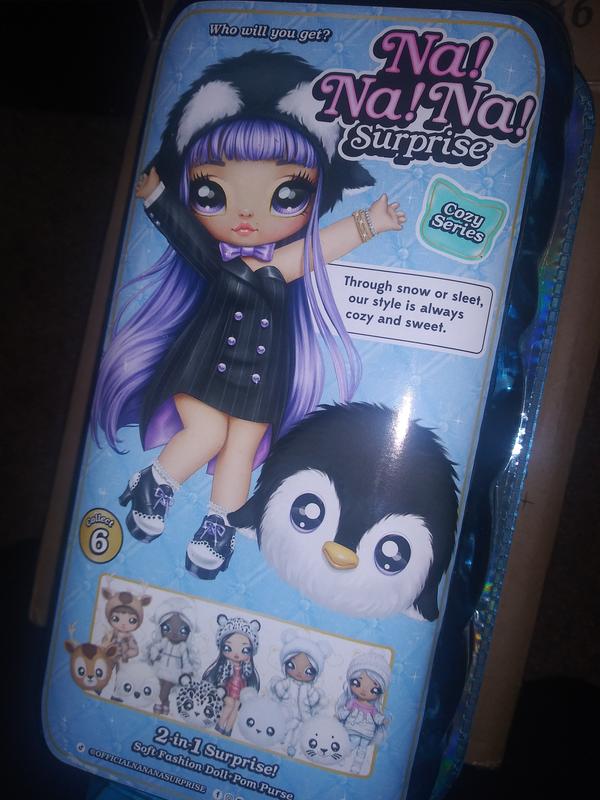 Who will you get?
Na!
Na! Na!
Surprise
Cozy
Series
Through snow or sleet,
our style is always
cozy and sweet.
Collect
6
2-in-1 Surprise!
Soft Fashion Doll+Pom Purse
@OFFICIALNANANASURPRISE
6